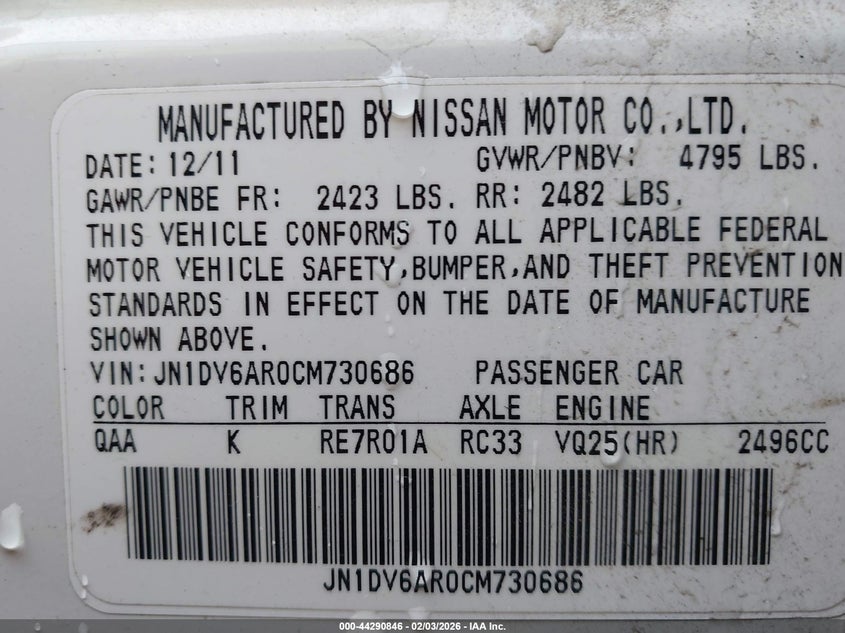 MANUFACTURED BY NISSAN MOTOR CO.,LTD.
DATE: 12/11 GVWR/PNBV: 4795 LBS.
GAWR/PNBE FR: 2423 LBS. RR: 2482 LBS.
THIS VEHICLE CONFORMS TO ALL APPLICABLE FEDERAL
MOTOR VEHICLE SAFETY,BUMPER,AND THEFT PREVENTION
STANDARDS IN EFFECT ON THE DATE OF MANUFACTURE
SHOWN ABOVE.
VIN: JN1DV6AR0CM730686 PASSENGER CAR
COLOR TRIM TRANS AXLE ENGINE
QAA K RE7R01A RC33 VQ25(HR) 2496CC
JN1DV6AR0CM730686
000-44290846 - 02/03/2026 - IAA Inc.